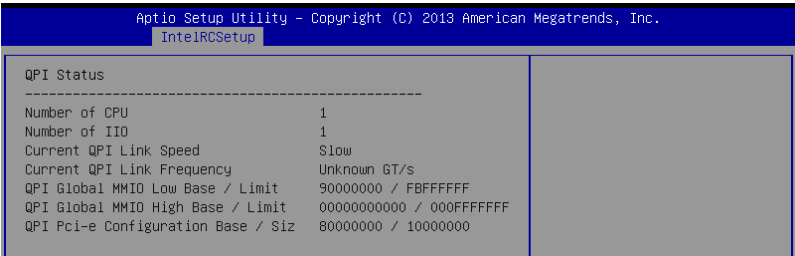 Aptio Setup Utility – Copyright (C) 2013 American Megatrends, Inc.
IntelRCSetup
QPI Status
--------------------------------------------------
Number of CPU 1
Number of IIO 1
Current QPI Link Speed Slow
Current QPI Link Frequency Unknown GT/s
QPI Global MMIO Low Base / Limit 90000000 / FBFFFFFF
QPI Global MMIO High Base / Limit 00000000000 / 000FFFFFFF
QPI Pci-e Configuration Base / Siz 80000000 / 10000000